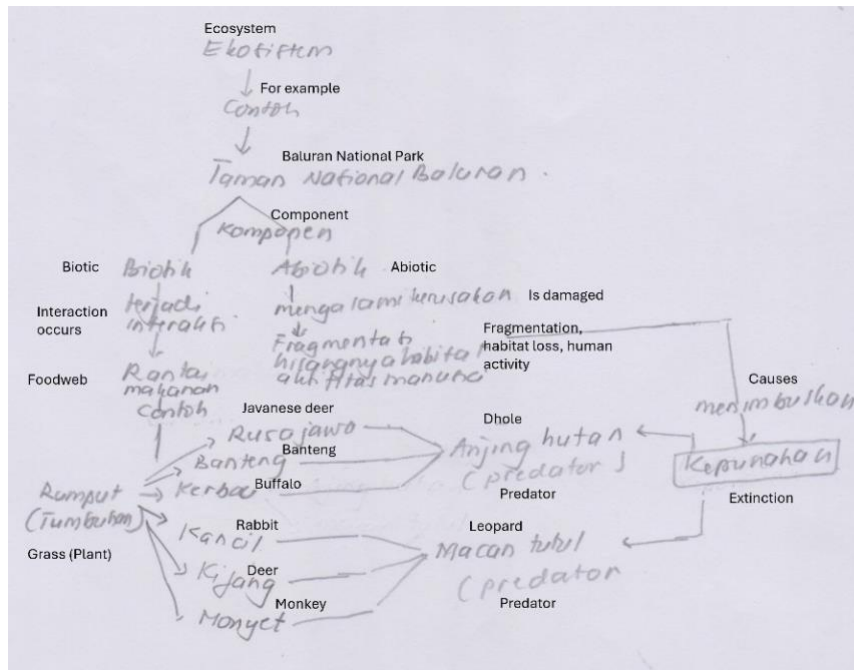 Ecosystem
Ekosistem
For example
Contoh
Baluran National Park
Taman National Baluran.
Component
Komponen
Biotic
Biotik
Abiotik
Abiotic
Interaction
occurs
terjadi
interaksi
mengalami kerusakan
Is damaged
Fragmentasi
hilangnya habitat
aktifitas manusia
Fragmentation,
habitat loss, human
activity
Foodweb
Rantai
makanan
Contoh
Causes
menimbulkan
Javanese deer
Rusa jawa
Banteng
Banteng
Buffalo
Kerbau
Dhole
Anjing hutan
(predator)
Predator
Kepunahan
Extinction
Rumput
(Tumbuhan)
Grass (Plant)
Rabbit
Kancil
Deer
Kijang
Monkey
Monyet
Leopard
Macan tutul
(predator
Predator